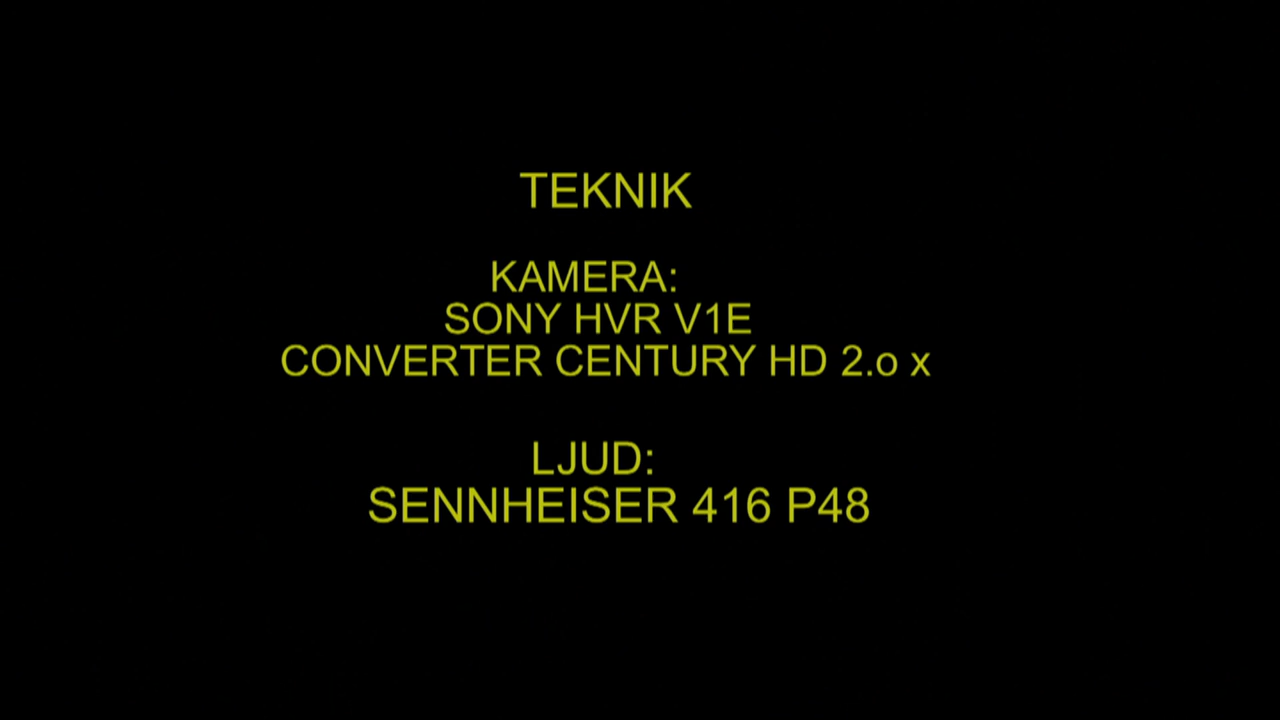 TEKNIK
KAMERA:
SONY HVR V1E
CONVERTER CENTURY HD 2.o x
LJUD:
SENNHEISER 416 P48